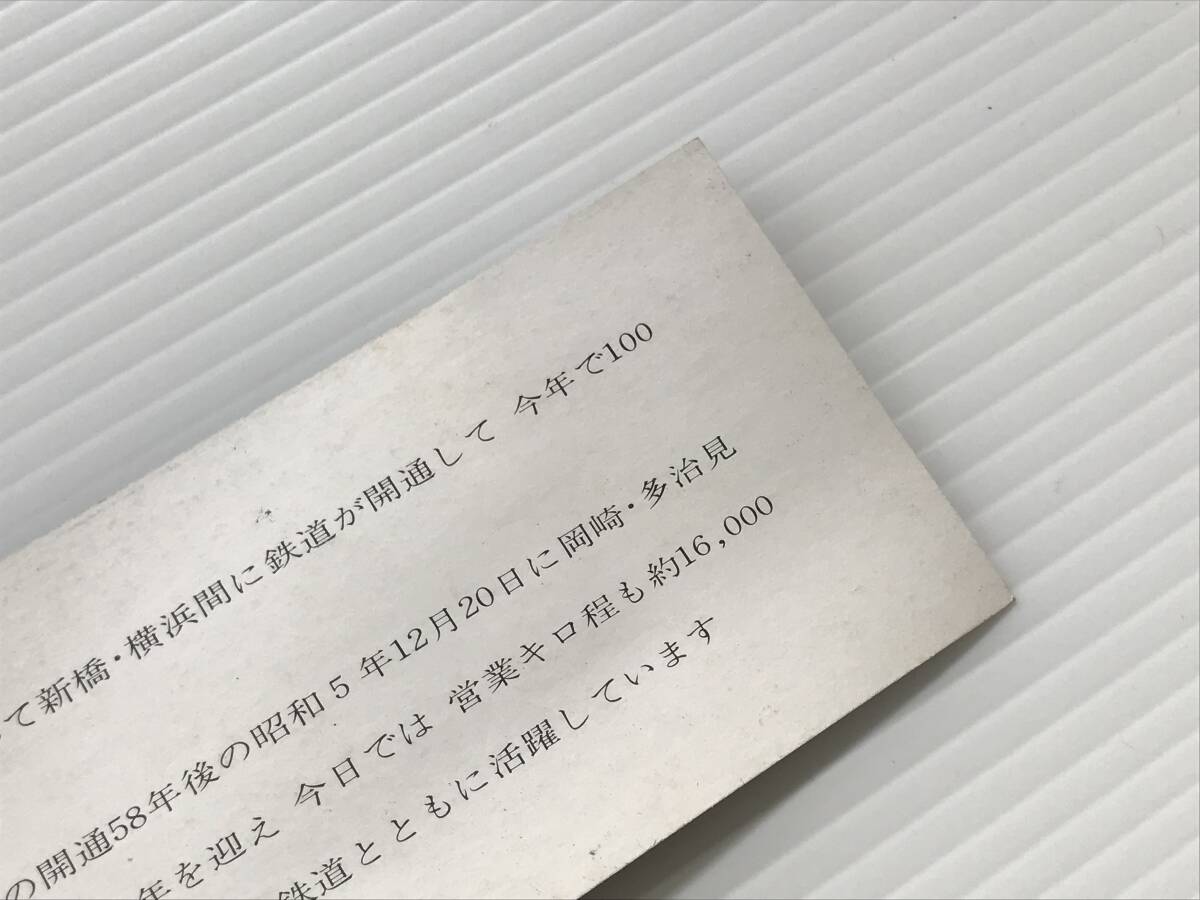 て新橋・横浜間に鉄道が開通して 今年で100
の開通58年後の昭和5年12月20日に岡崎・多治見
年を迎え 今日では 営業キロ程も約16,000
鉄道とともに活躍しています